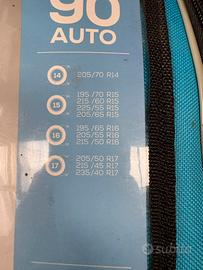 90
AUTO
14 205/70 R14
195/70 R15
15 215/60 R15
225/55 R15
205/65 R15
195/65 R16
16 205/55 R16
215/50 R16
205/50 R17
17 215/45 R17
235/40 R17
subito